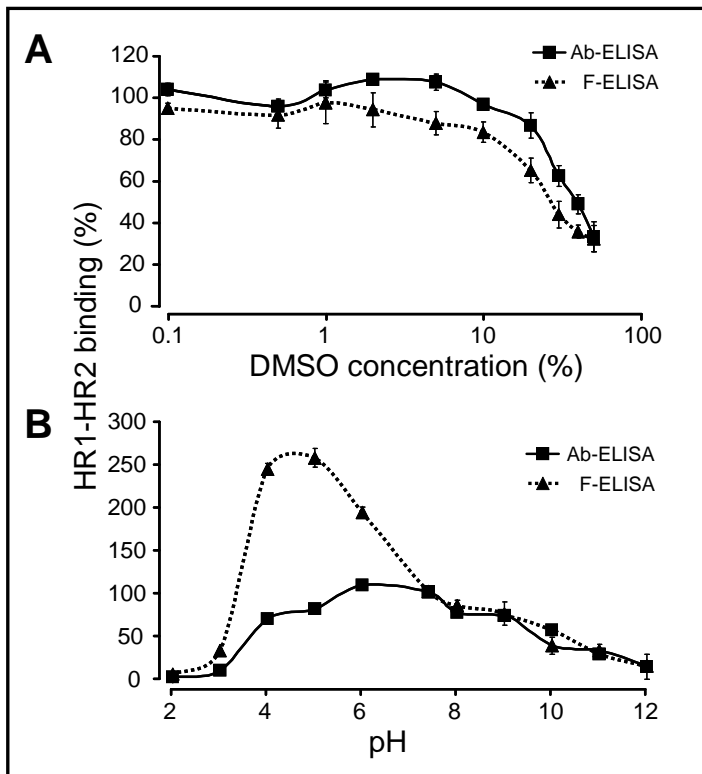 A
Ab-ELISA
F-ELISA
120
100
80
60
40
20
0
0.1
1
10
100
DMSO concentration (%)
HR1-HR2 binding (%)
B
Ab-ELISA
F-ELISA
300
250
200
150
100
50
0
2
4
6
8
10
12
pH